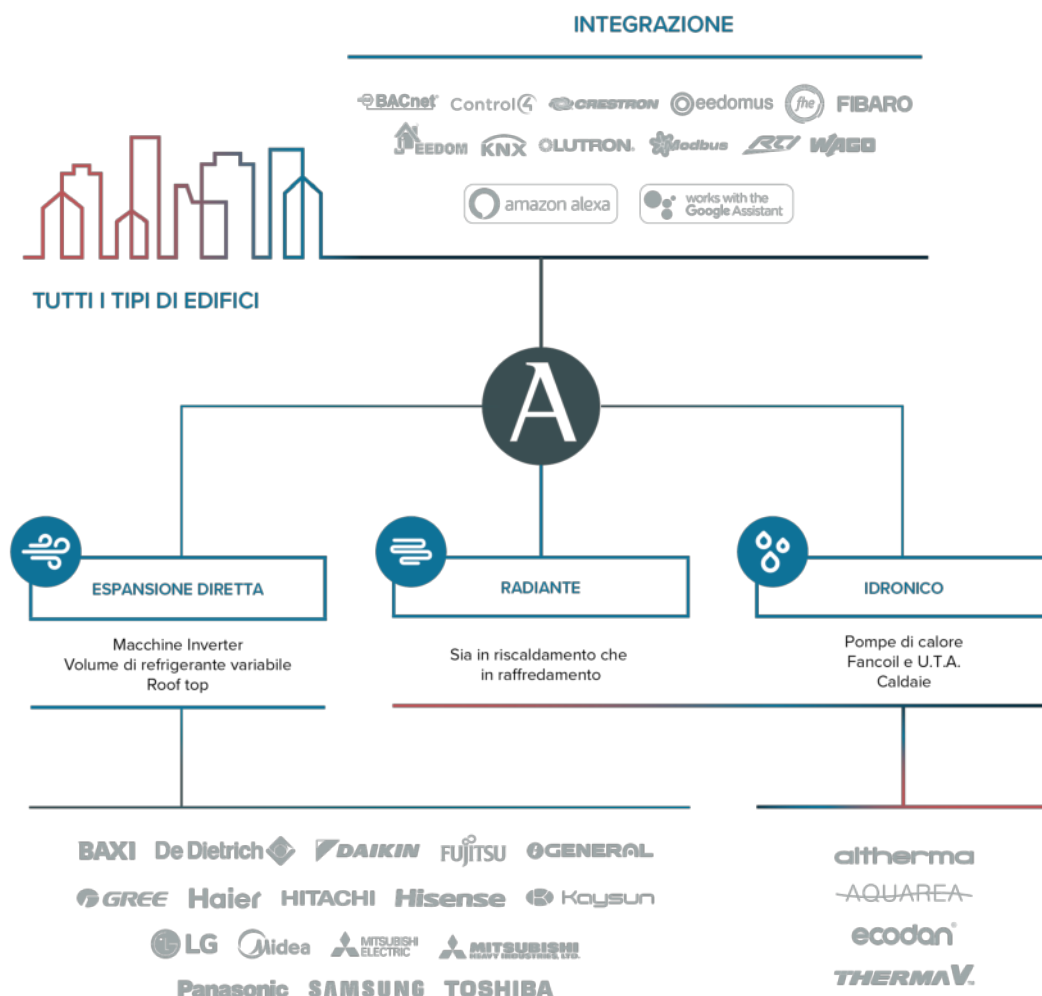 INTEGRAZIONE
BACnet Control4 CRESTRON eedomus fhe FIBARO
JEEDOM KNX LUTRON Modbus RTI WAGO
amazon alexa works with the
Google Assistant
TUTTI I TIPI DI EDIFICI
A
ESPANSIONE DIRETTA
Macchine Inverter
Volume di refrigerante variabile
Roof top
RADIANTE
Sia in riscaldamento che
in raffredamento
IDRONICO
Pompe di calore
Fancoil e U.T.A.
Caldaie
BAXI De Dietrich DAIKIN FUJITSU GENERAL
GREE Haier HITACHI Hisense Kaysun
LG Midea MITSUBISHI
ELECTRIC MITSUBISHI
HEAVY INDUSTRIES, LTD.
Panasonic SAMSUNG TOSHIBA
altherma
AQUAREA
ecodan
THERMA V